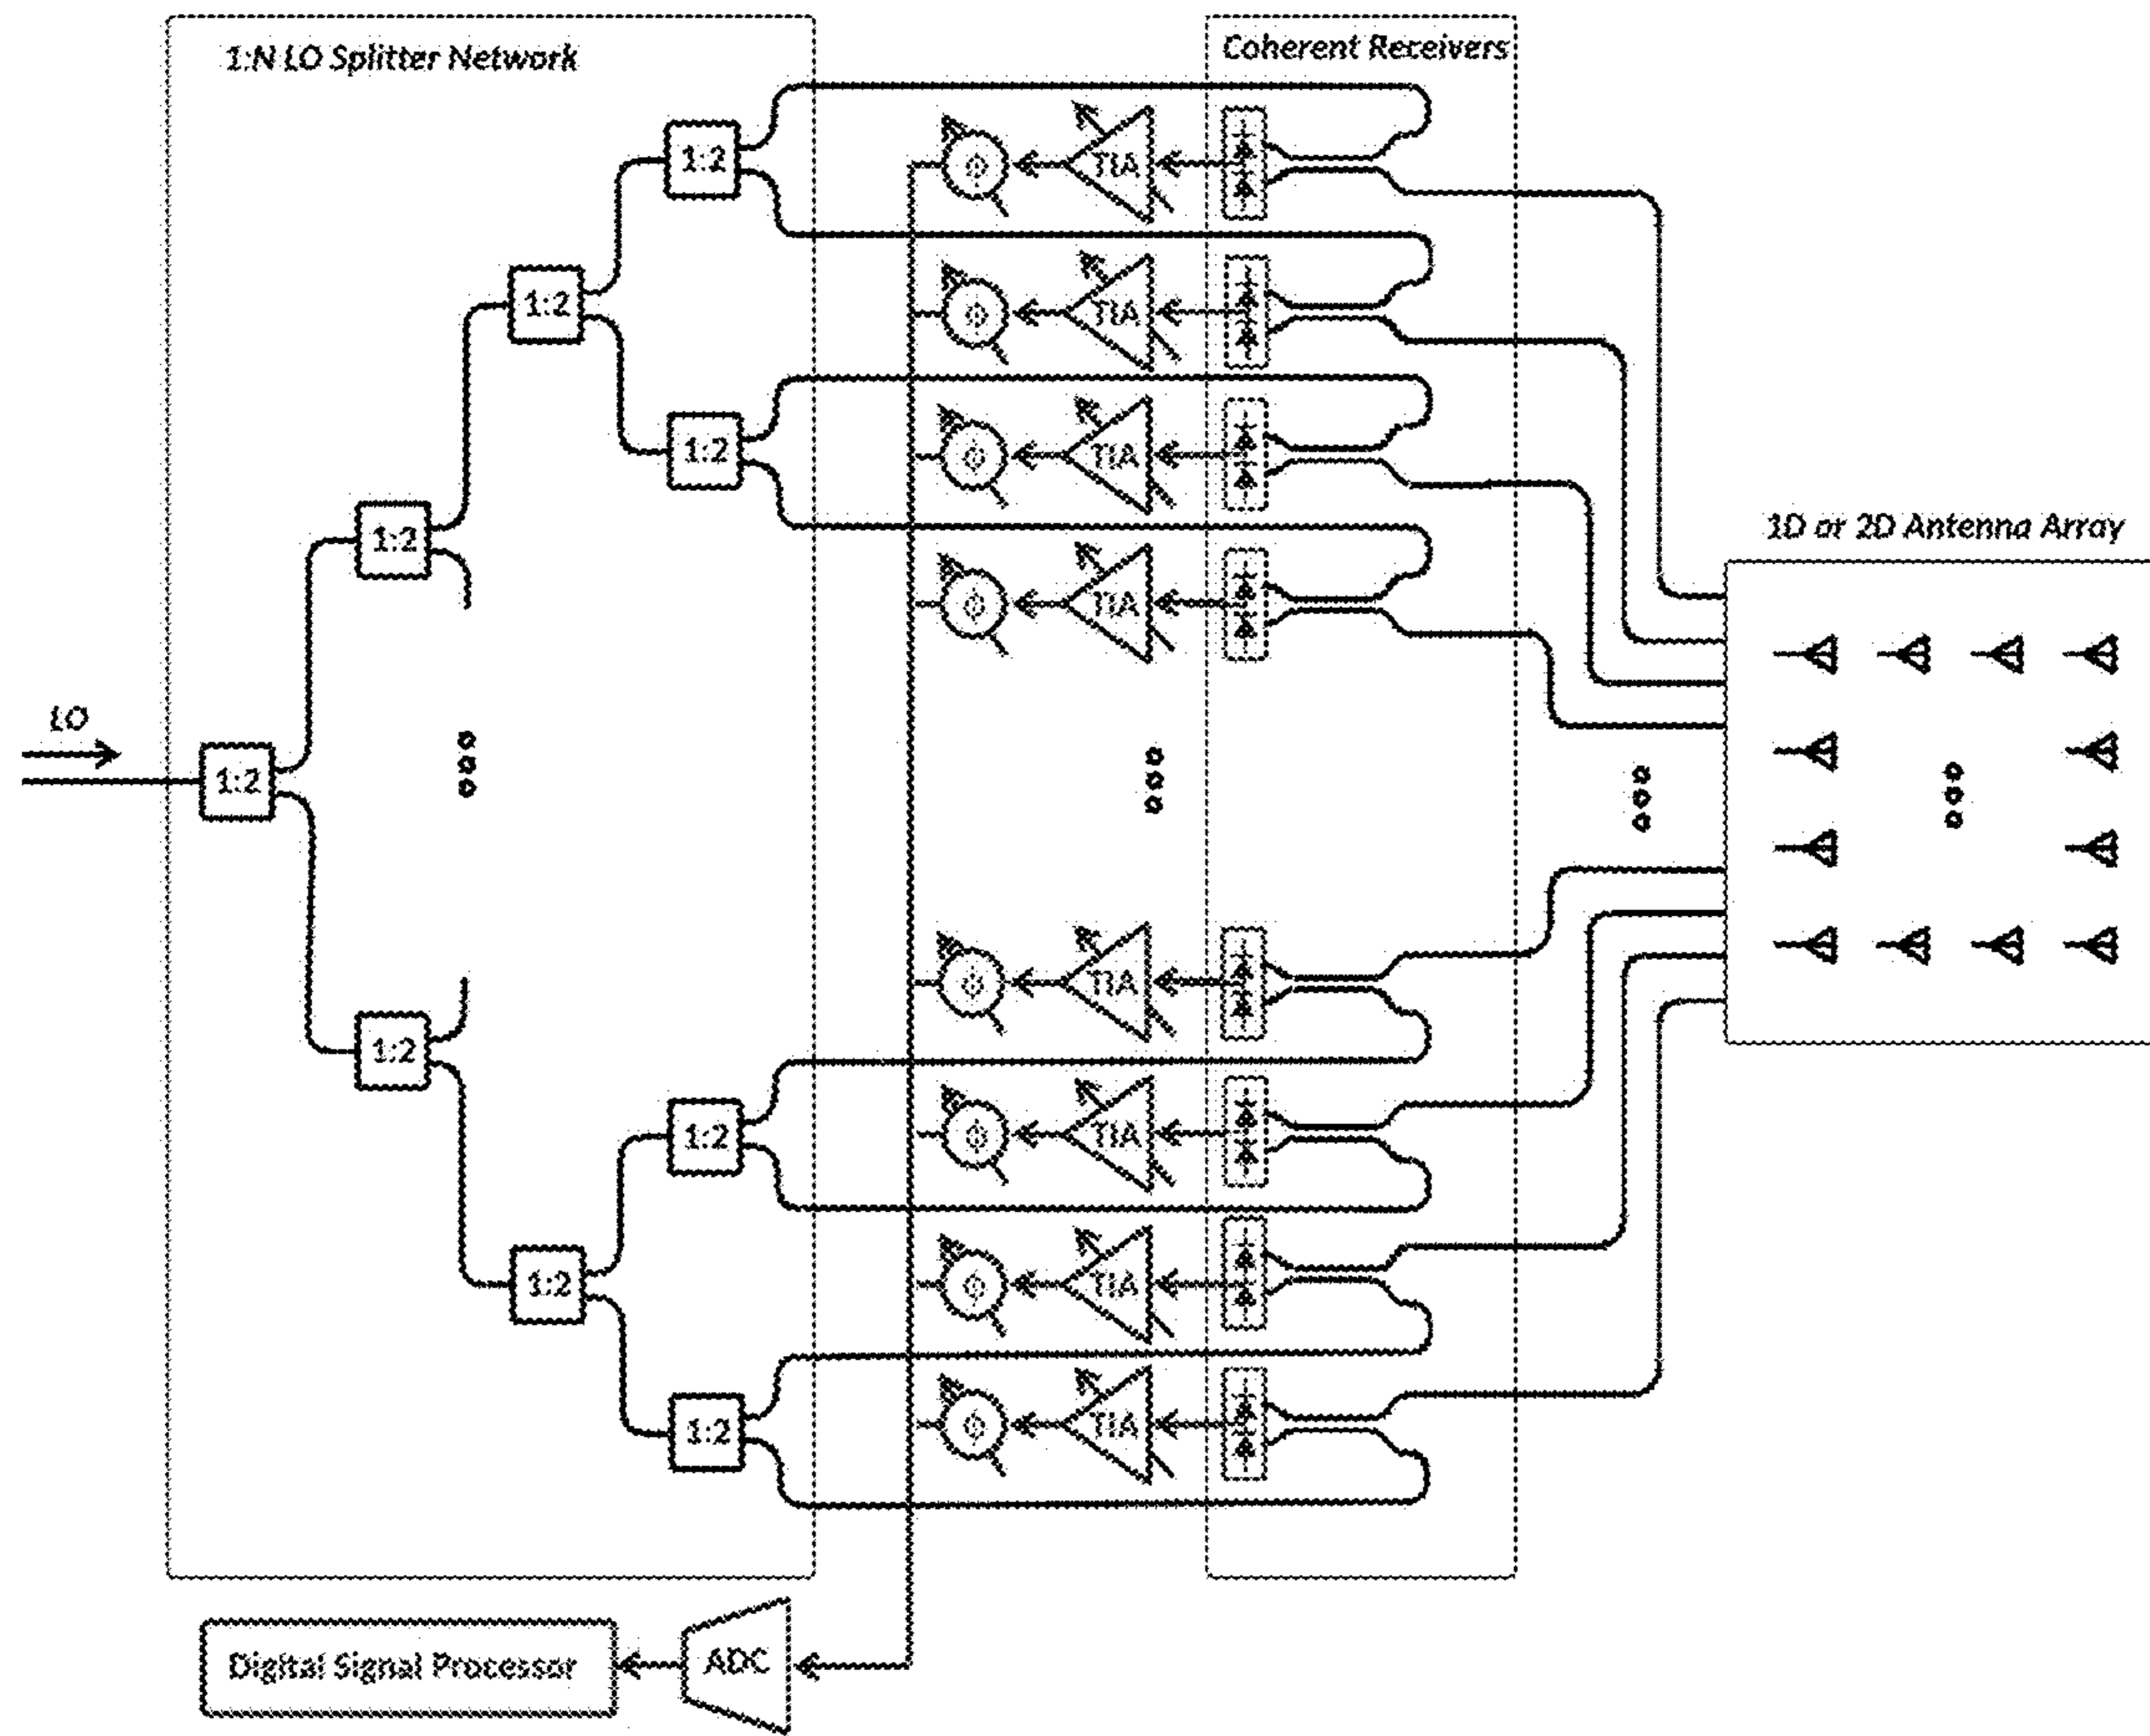 1:N LO Splitter Network
Coherent Receivers
1:2
TIA
ϕ
1:2
TIA
ϕ
1:2
TIA
ϕ
1:2
TIA
ϕ
1D or 2D Antenna Array
LO
1:2
TIA
ϕ
1:2
TIA
ϕ
1:2
TIA
ϕ
1:2
TIA
ϕ
1:2
1:2
Digital Signal Processor
ADC